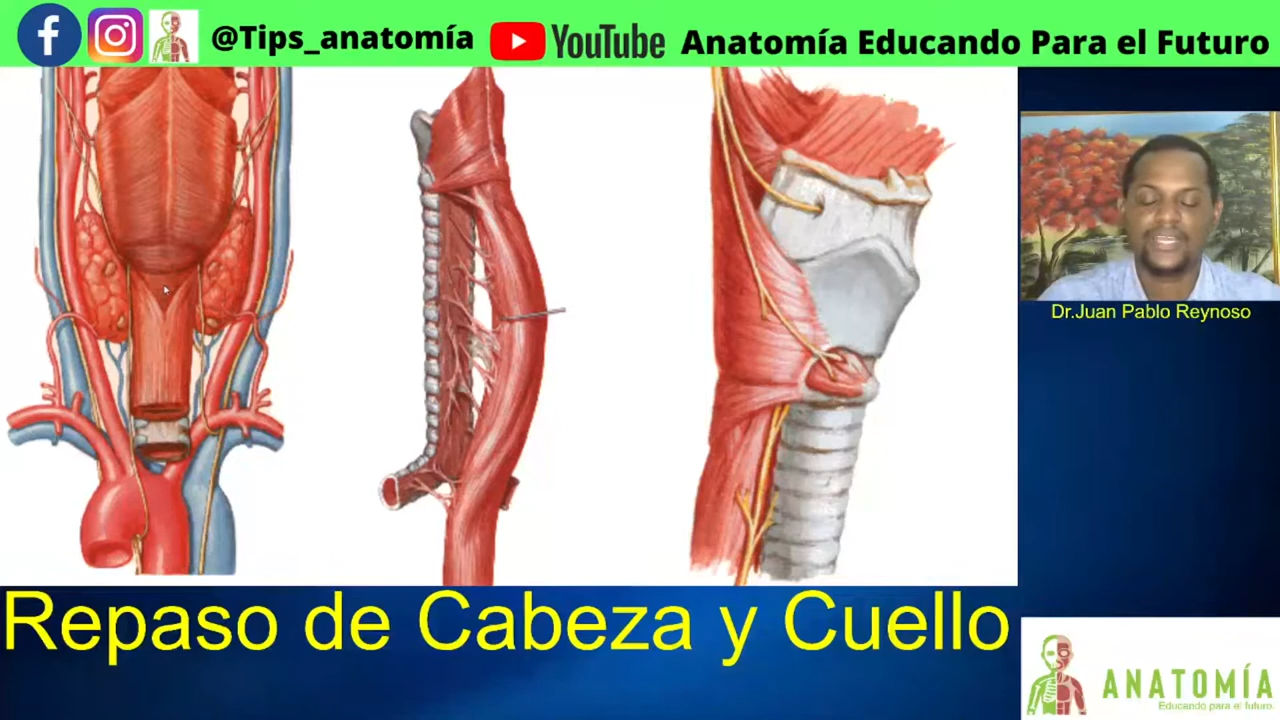 @Tips_anatomía YouTube Anatomía Educando Para el Futuro
Dr.Juan Pablo Reynoso
Repaso de Cabeza y Cuello
ANATOMÍA
Educando para el futuro.